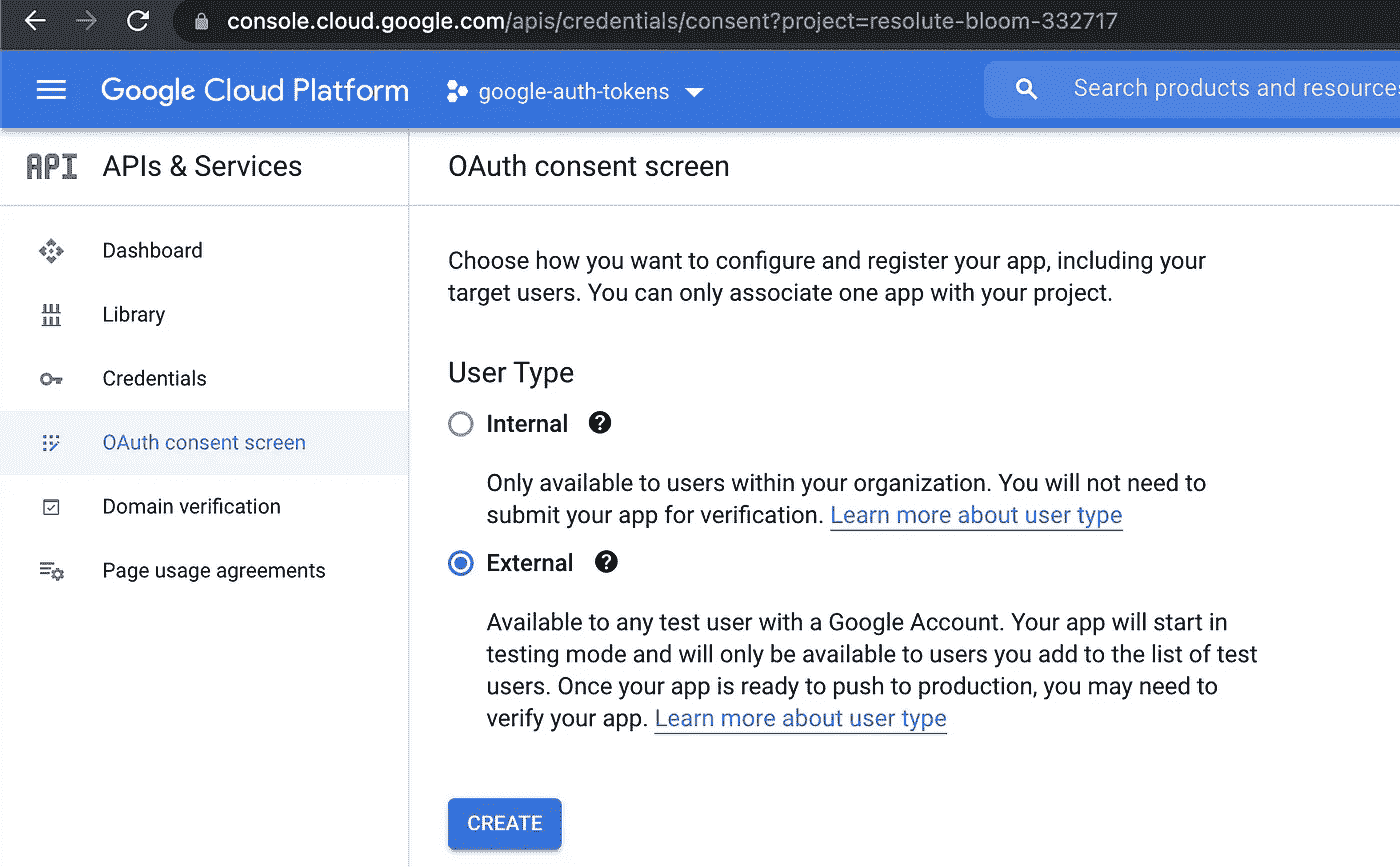 console.cloud.google.com/apis/credentials/consent?project=resolute-bloom-332717
Google Cloud Platform
google-auth-tokens
Search products and resources
API
APIs & Services
Dashboard
Library
Credentials
OAuth consent screen
Domain verification
Page usage agreements
OAuth consent screen
Choose how you want to configure and register your app, including your
target users. You can only associate one app with your project.
User Type
Internal
Only available to users within your organization. You will not need to
submit your app for verification. Learn more about user type
External
Available to any test user with a Google Account. Your app will start in
testing mode and will only be available to users you add to the list of test
users. Once your app is ready to push to production, you may need to
verify your app. Learn more about user type
CREATE